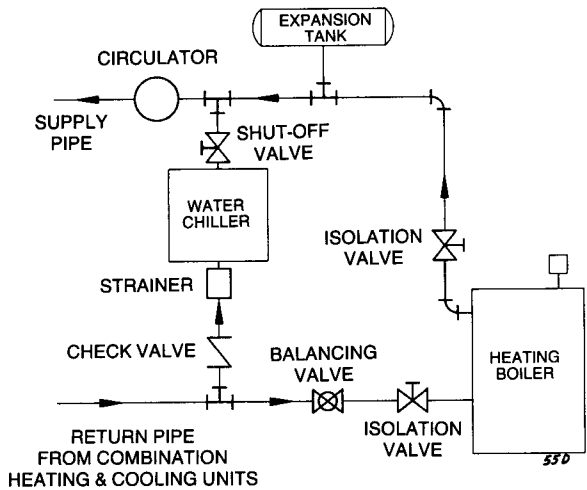 EXPANSION
TANK
CIRCULATOR
SUPPLY
PIPE
SHUT-OFF
VALVE
WATER
CHILLER
ISOLATION
VALVE
STRAINER
CHECK VALVE
BALANCING
VALVE
HEATING
BOILER
ISOLATION
VALVE
RETURN PIPE
FROM COMBINATION
HEATING & COOLING UNITS
55D